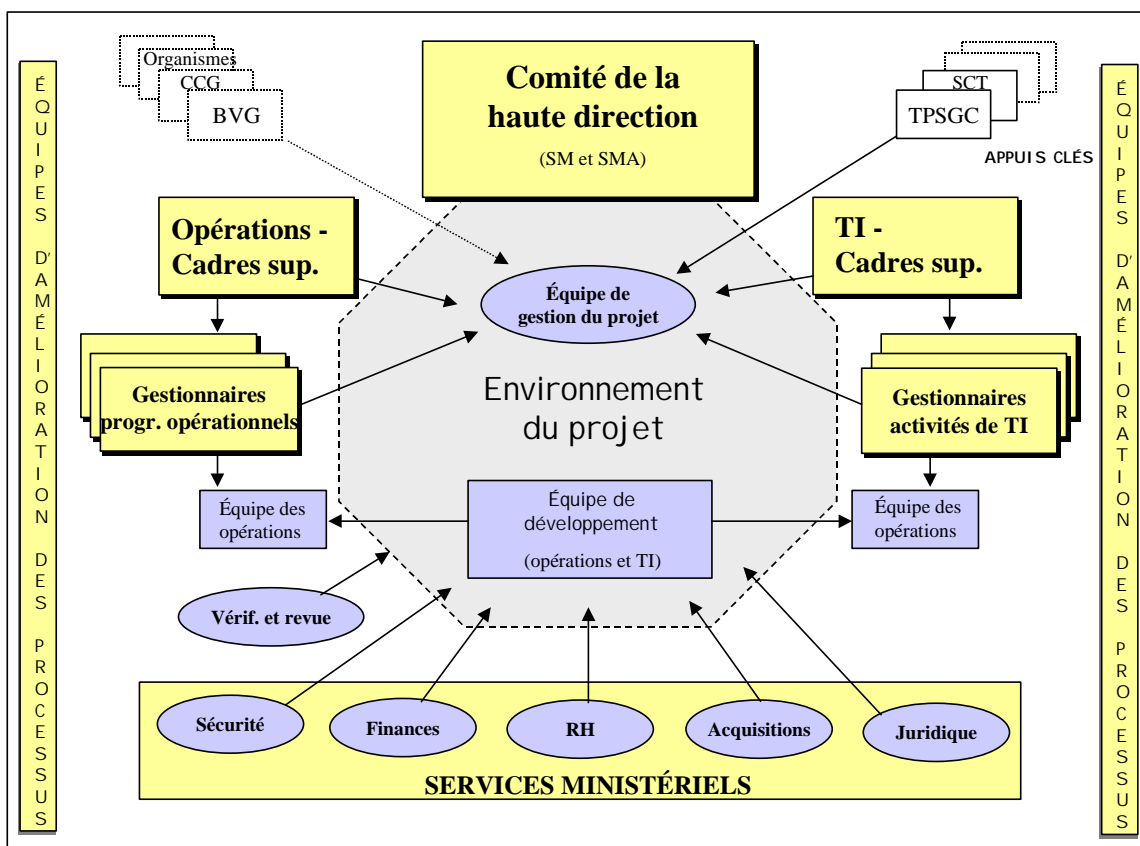 Organismes
CCG
BVG
Comité de la
haute direction
(SM et SMA)
SCT
TPSGC
APPUIS CLÉS
ÉQUIPES D'AMÉLIORATION DES PROCESSUS
Opérations -
Cadres sup.
TI -
Cadres sup.
Équipe de
gestion du projet
Gestionnaires
progr. opérationnels
Environnement
du projet
Gestionnaires
activités de TI
Équipe des
opérations
Équipe de
développement
(opérations et TI)
Équipe des
opérations
Vérif. et revue
Sécurité
Finances
RH
Acquisitions
Juridique
SERVICES MINISTÉRIELS
ÉQUIPES D'AMÉLIORATION DES PROCESSUS